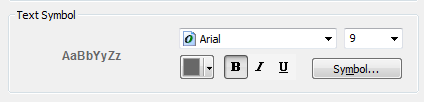 Text Symbol
AaBbYyZz
Arial
9
B I U
Symbol...